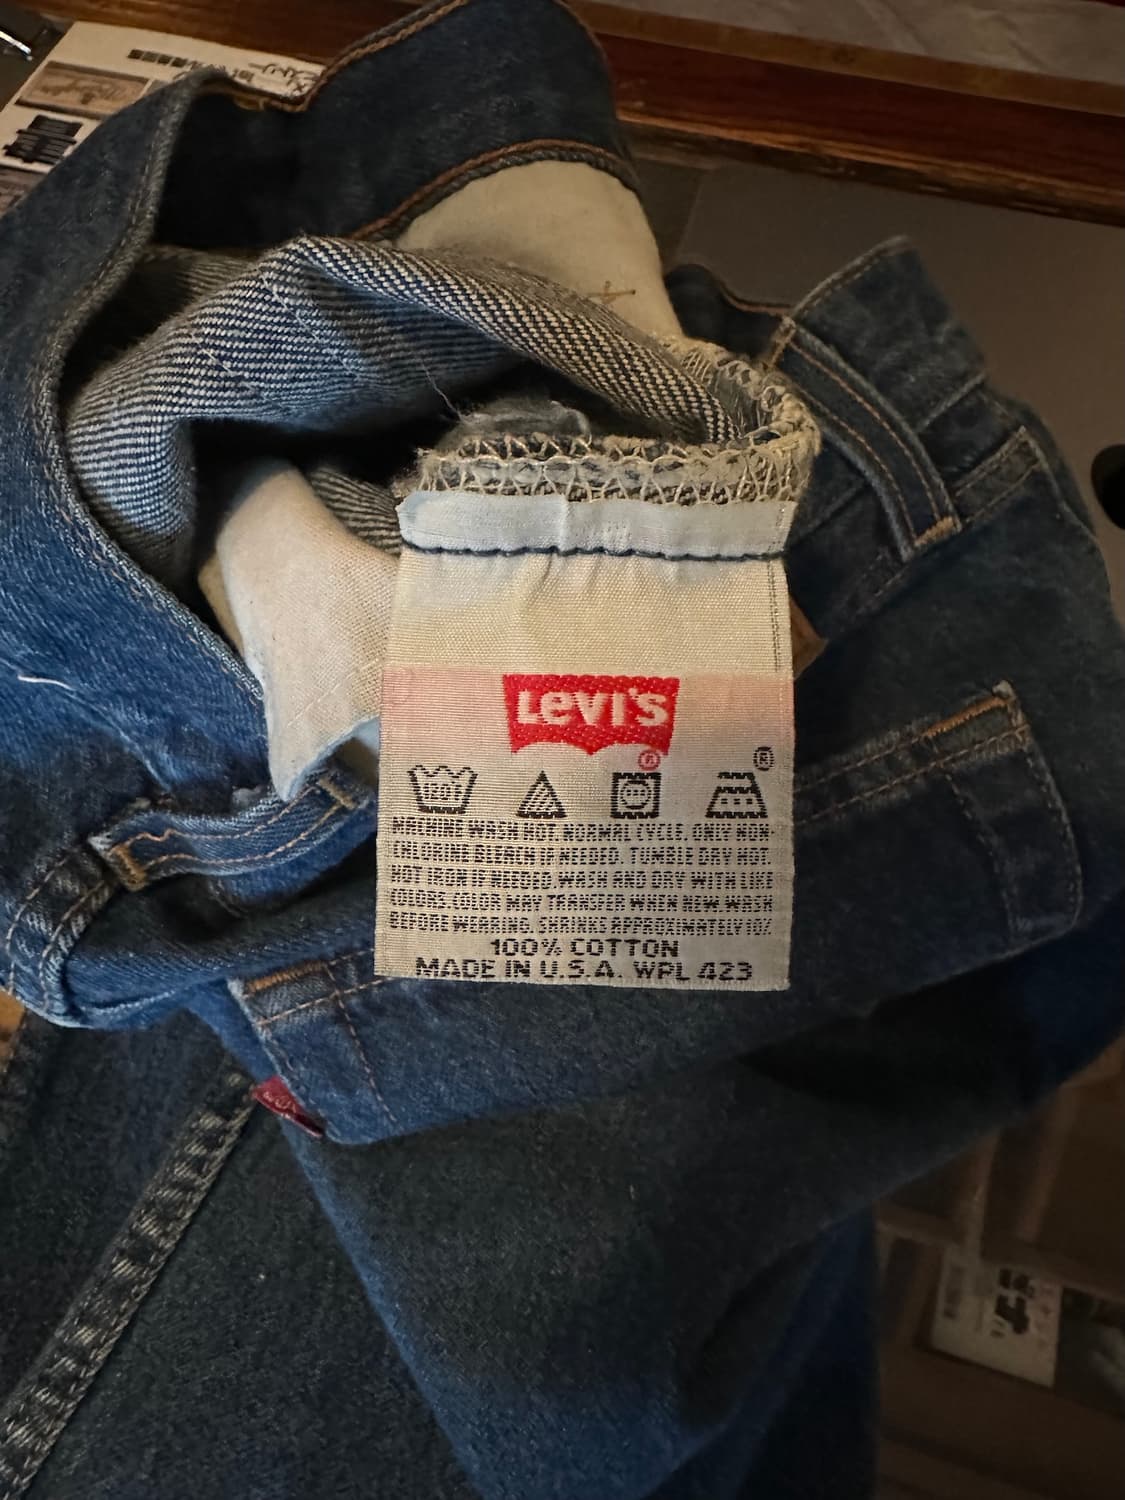 LEVI'S
®
®
120°
MACHINE WASH HOT NORMAL CYCLE. ONLY NON-
CHLORINE BLEACH IF NEEDED. TUMBLE DRY HOT.
HOT IRON IF NEEDED. WASH AND DRY WITH LIKE
COLORS. COLOR MAY TRANSFER WHEN NEW. WASH
BEFORE WEARING. SHRINKS APPROXIMATELY 10%.
100% COTTON
MADE IN U.S.A. WPL 423